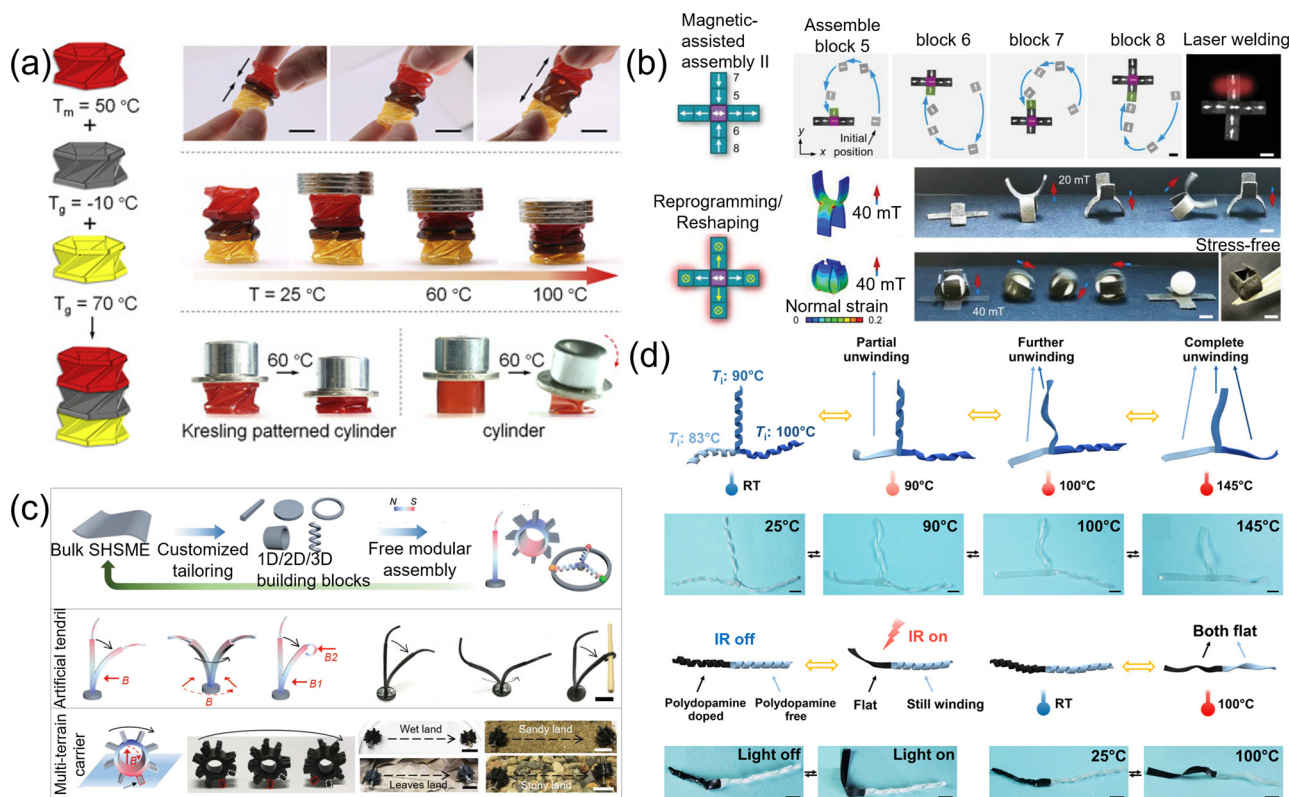 (a)
Tm = 50 °C
+
Tg = -10°C
+
Tg = 70 °C
T = 25 °C
60 °C
100 °C
60 °C
60 °C
Kresling patterned cylinder
cylinder
(b)
Magnetic-
assisted
assembly II
7
5
6
8
Assemble
block 5
block 6
block 7
block 8
Laser welding
Initial
position
y
x
Reprogramming/
Reshaping
40 mT
40 mT
Normal strain
0
0.2
20 mT
Stress-free
40 mT
(c)
Bulk SHSME
Customized
tailoring
1D/2D/3D
building blocks
N
S
Free modular
assembly
Artificial tendril
B
B
B2
B1
Multi-terrain
carrier
B
Wet land
Sandy land
Leaves land
Stony land
(d)
Partial
unwinding
Further
unwinding
Complete
unwinding
Ti: 90°C
Ti: 83°C
Ti: 100°C
RT
90°C
100°C
145°C
25°C
90°C
100°C
145°C
IR off
IR on
Both flat
Polydopamine
doped
Polydopamine
free
Flat
Still winding
RT
100°C
Light off
Light on
25°C
100°C